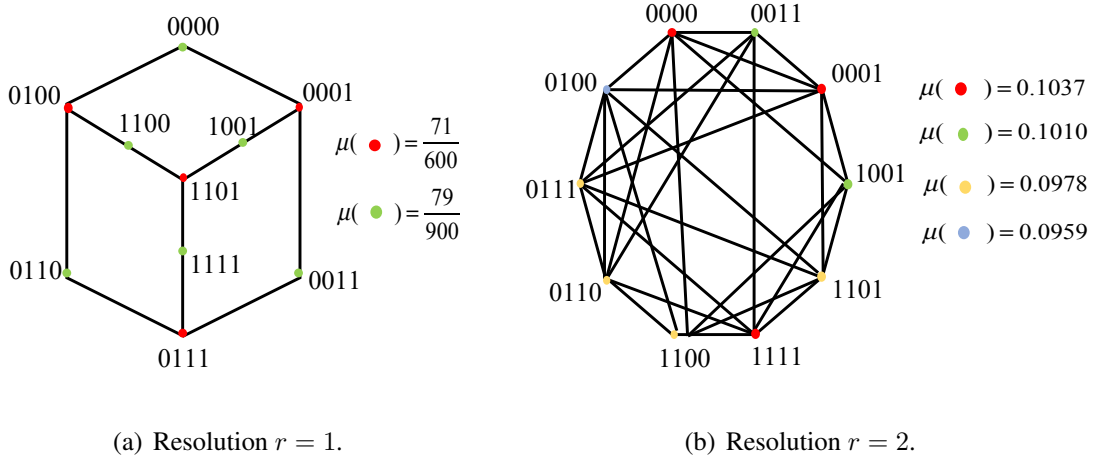 0000
0100
0001
1100
1001
1101
0110
1111
0011
0111
μ( ) = 71/600
μ( ) = 79/900
(a) Resolution r = 1.
0000
0011
0100
0001
0111
1001
0110
1101
1100
1111
μ( ) = 0.1037
μ( ) = 0.1010
μ( ) = 0.0978
μ( ) = 0.0959
(b) Resolution r = 2.